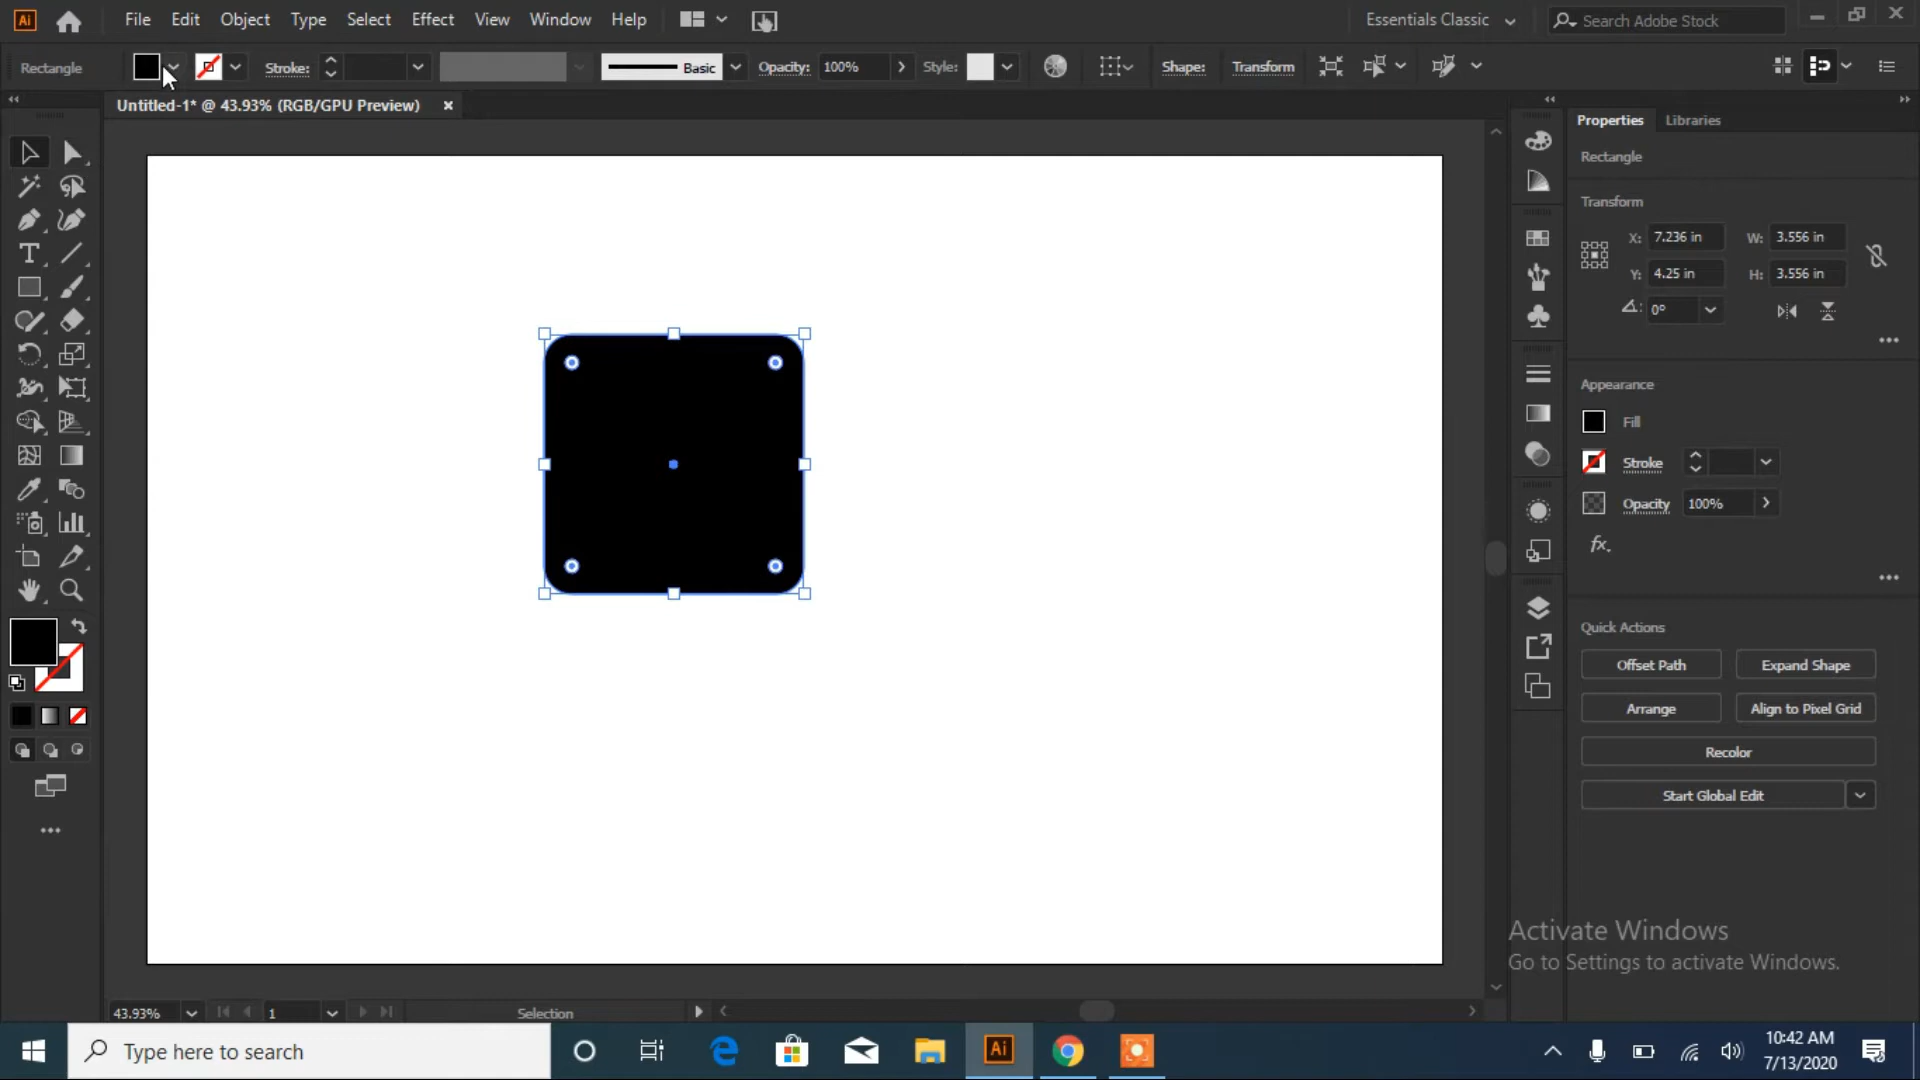 Ai File Edit Object Type Select Effect View Window Help Essentials Classic Search Adobe Stock
Rectangle Stroke: Basic Opacity: 100% Style: Shape: Transform
Untitled-1* @ 43.93% (RGB/GPU Preview) ×
Properties Libraries
Rectangle
Transform
X: 7.236 in W: 3.556 in
Y: 4.25 in H: 3.556 in
0°
Appearance
Fill
Stroke
Opacity 100%
fx.
Quick Actions
Offset Path Expand Shape
Arrange Align to Pixel Grid
Recolor
Start Global Edit
Activate Windows
Go to Settings to activate Windows.
43.93% 1 Selection
Type here to search Ai 10:42 AM
7/13/2020